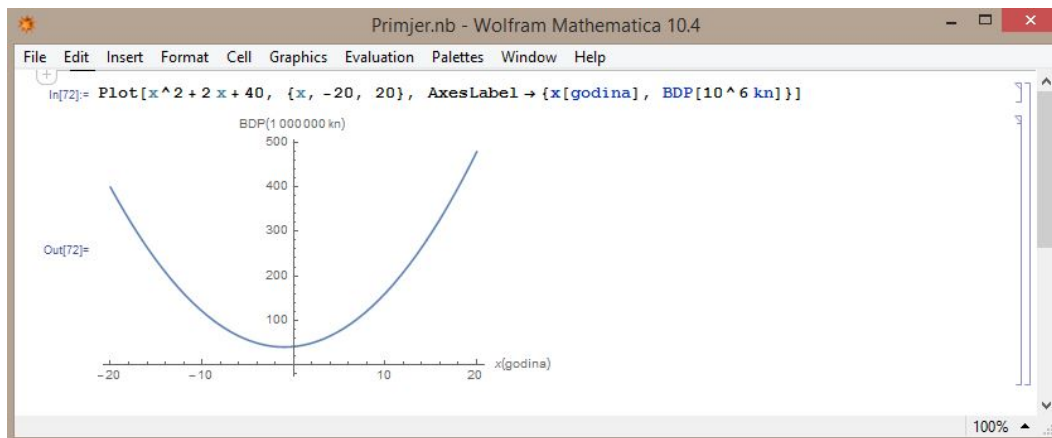 Primjer.nb - Wolfram Mathematica 10.4
File Edit Insert Format Cell Graphics Evaluation Palettes Window Help
In[72]:= Plot[x^2+2 x+40, {x, -20, 20}, AxesLabel → {x[godina], BDP[10^6 kn]}]
BDP(1 000 000 kn)
500
400
300
Out[72]=
200
100
x(godina)
-20 -10 10 20
100%